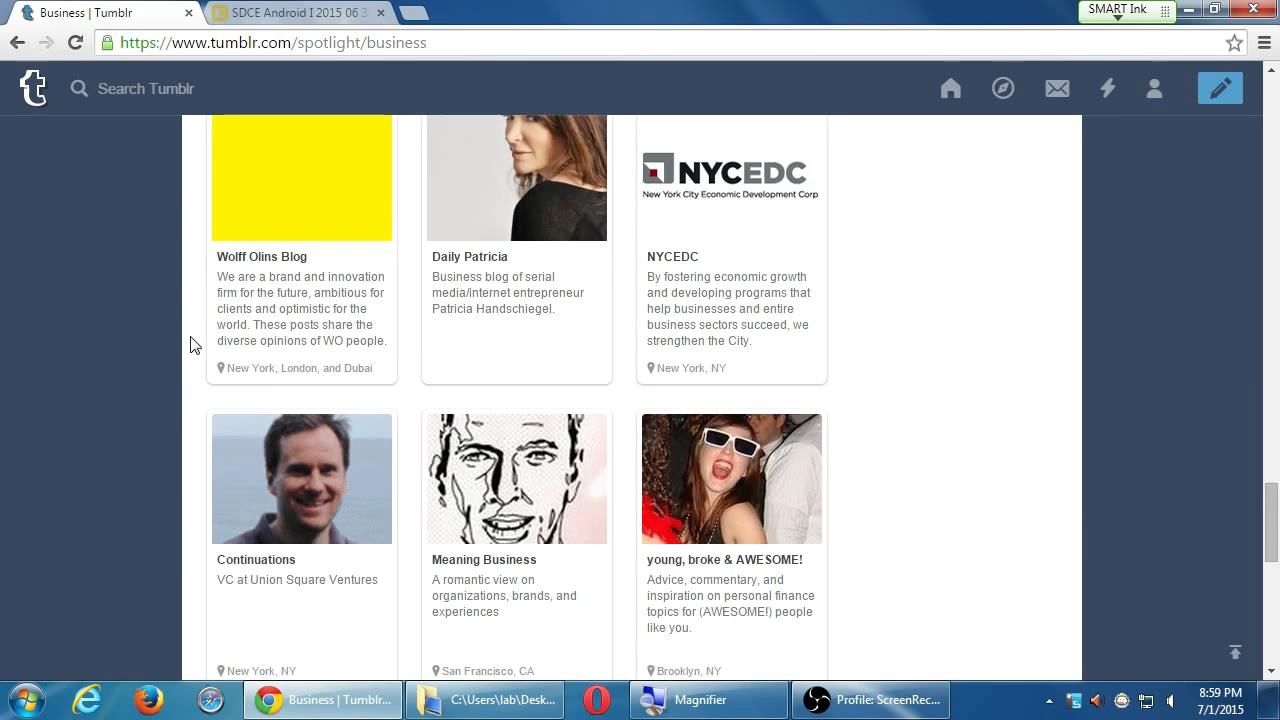 Business | Tumblr
SDCE Android I 2015 06 3
SMART Ink
https://www.tumblr.com/spotlight/business
Search Tumblr
NYCEDC
New York City Economic Development Corp
Wolff Olins Blog
We are a brand and innovation
firm for the future, ambitious for
clients and optimistic for the
world. These posts share the
diverse opinions of WO people.
New York, London, and Dubai
Daily Patricia
Business blog of serial
media/internet entrepreneur
Patricia Handschiegel.
NYCEDC
By fostering economic growth
and developing programs that
help businesses and entire
business sectors succeed, we
strengthen the City.
New York, NY
Continuations
VC at Union Square Ventures
New York, NY
Meaning Business
A romantic view on
organizations, brands, and
experiences
San Francisco, CA
young, broke & AWESOME!
Advice, commentary, and
inspiration on personal finance
topics for (AWESOME!) people
like you.
Brooklyn, NY
Business | Tumblr...
C:\Users\lab\Desk...
Magnifier
Profile: ScreenRec...
8:59 PM
7/1/2015